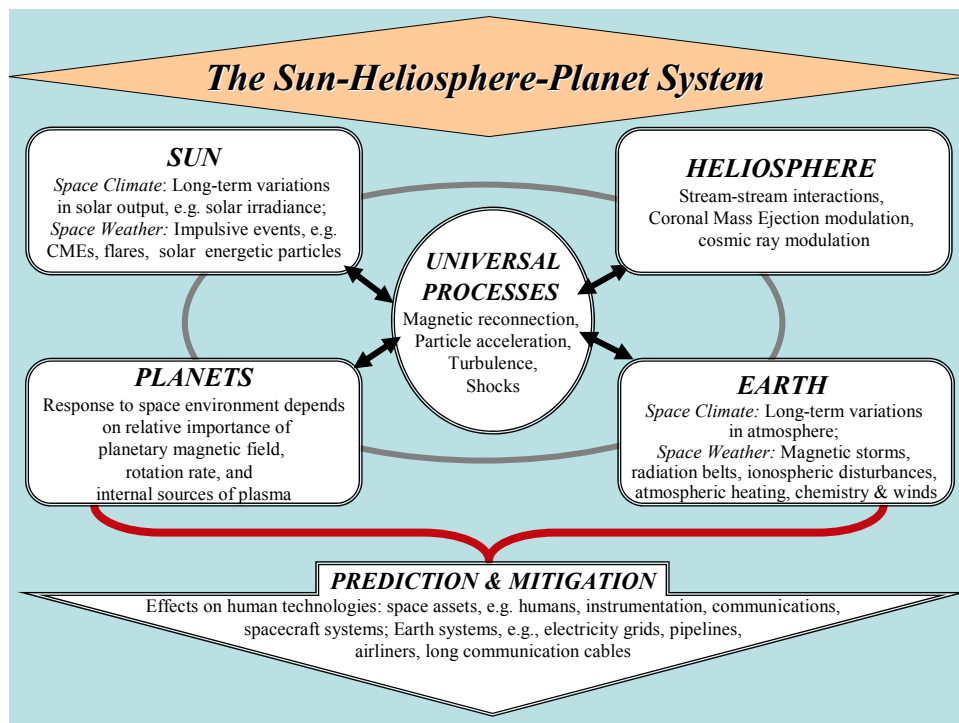 The Sun-Heliosphere-Planet System
SUN
Space Climate: Long-term variations
in solar output, e.g. solar irradiance;
Space Weather: Impulsive events, e.g.
CMEs, flares, solar energetic particles
HELIOSPHERE
Stream-stream interactions,
Coronal Mass Ejection modulation,
cosmic ray modulation
UNIVERSAL
PROCESSES
Magnetic reconnection,
Particle acceleration,
Turbulence,
Shocks
PLANETS
Response to space environment depends
on relative importance of
planetary magnetic field,
rotation rate, and
internal sources of plasma
EARTH
Space Climate: Long-term variations
in atmosphere;
Space Weather: Magnetic storms,
radiation belts, ionospheric disturbances,
atmospheric heating, chemistry & winds
PREDICTION & MITIGATION
Effects on human technologies: space assets, e.g. humans, instrumentation, communications,
spacecraft systems; Earth systems, e.g., electricity grids, pipelines,
airliners, long communication cables